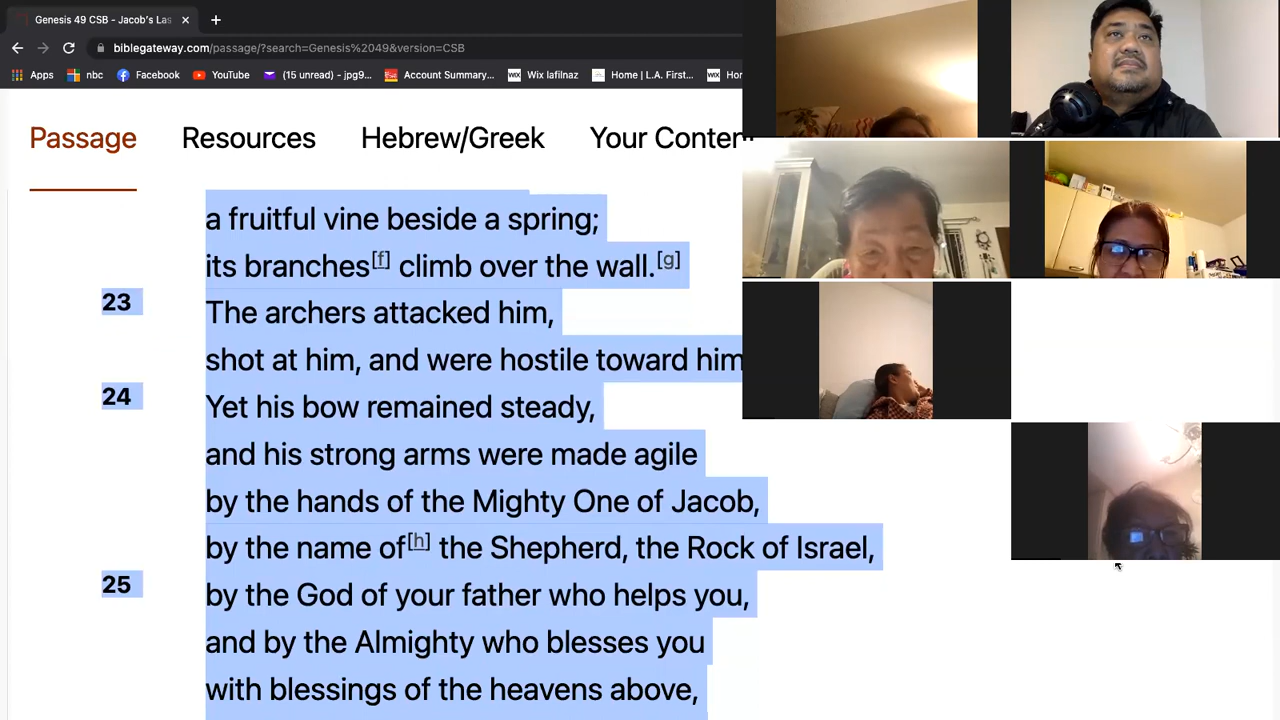 Genesis 49 CSB - Jacob's Las
biblegateway.com/passage/?search=Genesis%2049&version=CSB
Apps nbc Facebook YouTube (15 unread) - jpg9... Account Summary... Wix lafilnaz Home | L.A. First...
Passage Resources Hebrew/Greek Your Content
a fruitful vine beside a spring;
its branches[f] climb over the wall.[g]
23 The archers attacked him,
shot at him, and were hostile toward him
24 Yet his bow remained steady,
and his strong arms were made agile
by the hands of the Mighty One of Jacob,
by the name of[h] the Shepherd, the Rock of Israel,
25 by the God of your father who helps you,
and by the Almighty who blesses you
with blessings of the heavens above,